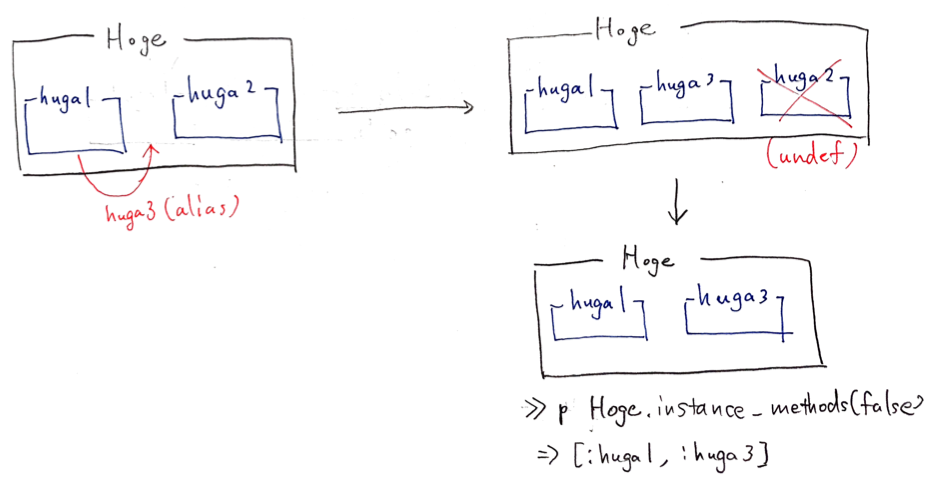 Hoge
huga1
huga2
huga3 (alias)
Hoge
huga1
huga3
huga2
(undef)
Hoge
huga1
huga3
>> p Hoge.instance_methods(false)
=> [:huga1, :huga3]